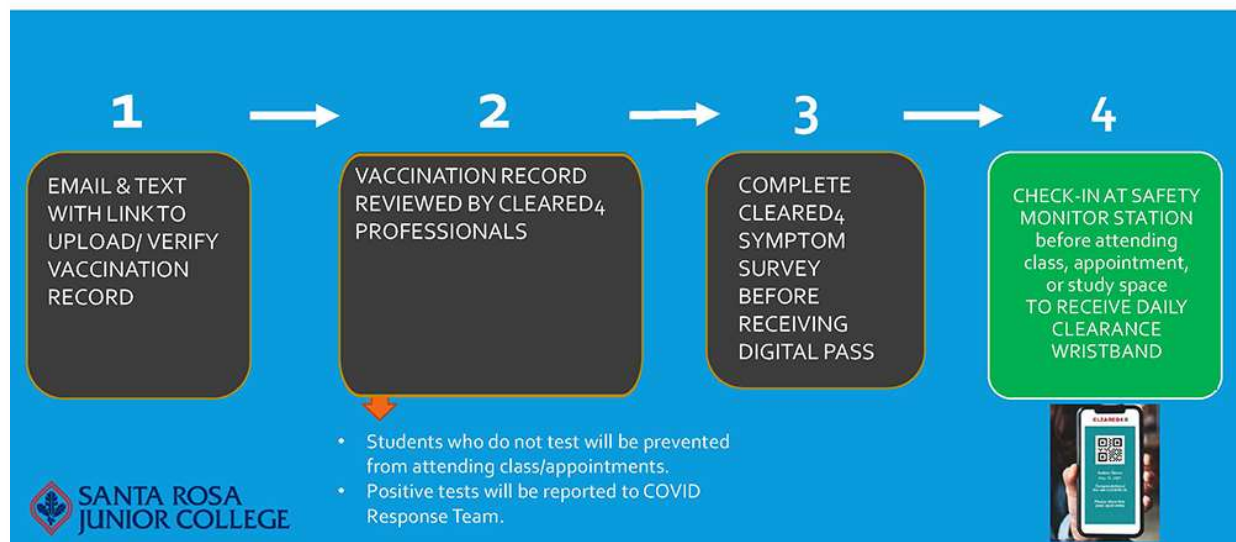 1
2
3
4
EMAIL & TEXT
WITH LINK TO
UPLOAD/ VERIFY
VACCINATION
RECORD
VACCINATION RECORD
REVIEWED BY CLEARED4
PROFESSIONALS
COMPLETE
CLEARED4
SYMPTOM
SURVEY
BEFORE
RECEIVING
DIGITAL PASS
CHECK-IN AT SAFETY
MONITOR STATION
before attending
class, appointment,
or study space
TO RECEIVE DAILY
CLEARANCE
WRISTBAND
• Students who do not test will be prevented
from attending class/appointments.
• Positive tests will be reported to COVID
Response Team.
SANTA ROSA
JUNIOR COLLEGE
CLEARED4